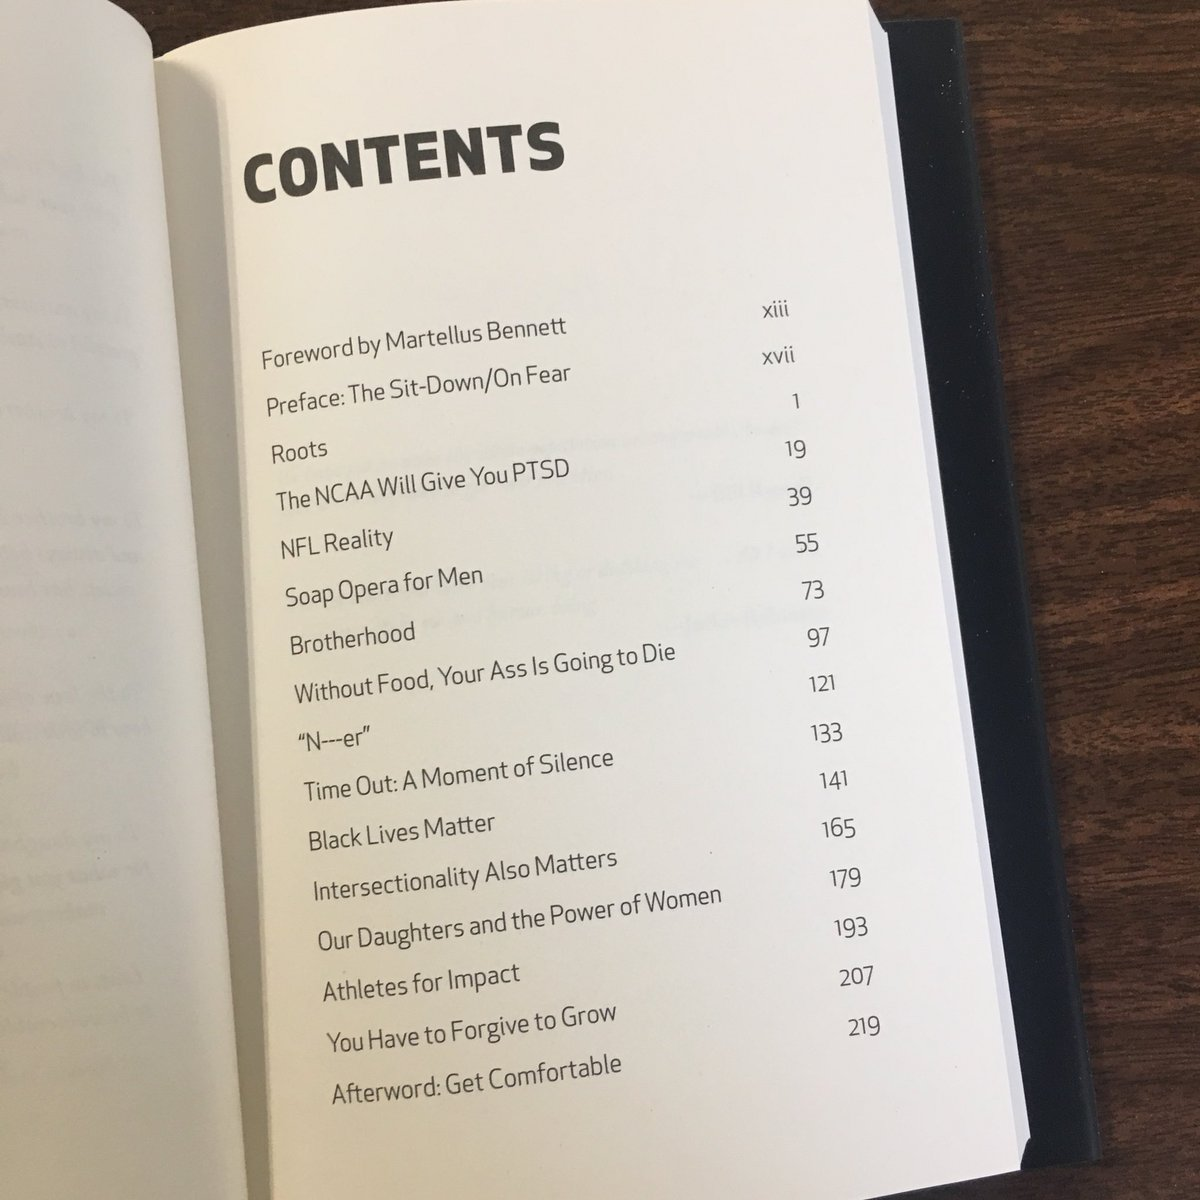 CONTENTS
Foreword by Martellus Bennett xiii
Preface: The Sit-Down/On Fear xvii
Roots 1
The NCAA Will Give You PTSD 19
NFL Reality 39
Soap Opera for Men 55
Brotherhood 73
Without Food, Your Ass Is Going to Die 97
“N---er” 121
Time Out: A Moment of Silence 133
Black Lives Matter 141
Intersectionality Also Matters 165
Our Daughters and the Power of Women 179
Athletes for Impact 193
You Have to Forgive to Grow 207
Afterword: Get Comfortable 219